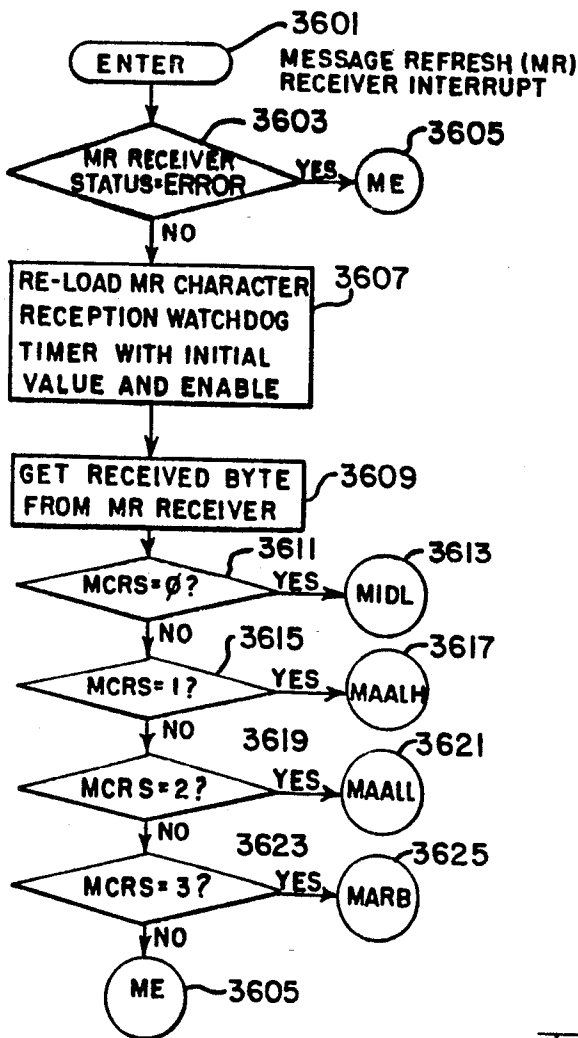 3601
ENTER
MESSAGE REFRESH (MR)
RECEIVER INTERRUPT
3603
3605
MR RECEIVER
STATUS=ERROR
YES
ME
NO
3607
RE-LOAD MR CHARACTER
RECEPTION WATCHDOG
TIMER WITH INITIAL
VALUE AND ENABLE
GET RECEIVED BYTE
FROM MR RECEIVER
3609
3611
3613
MCRS=Ø?
YES
MIDL
NO
3615
3617
MCRS=1?
YES
MAALH
NO
3619
3621
MCRS=2?
YES
MAALL
NO
3623
3625
MCRS=3?
YES
MARB
NO
ME
3605